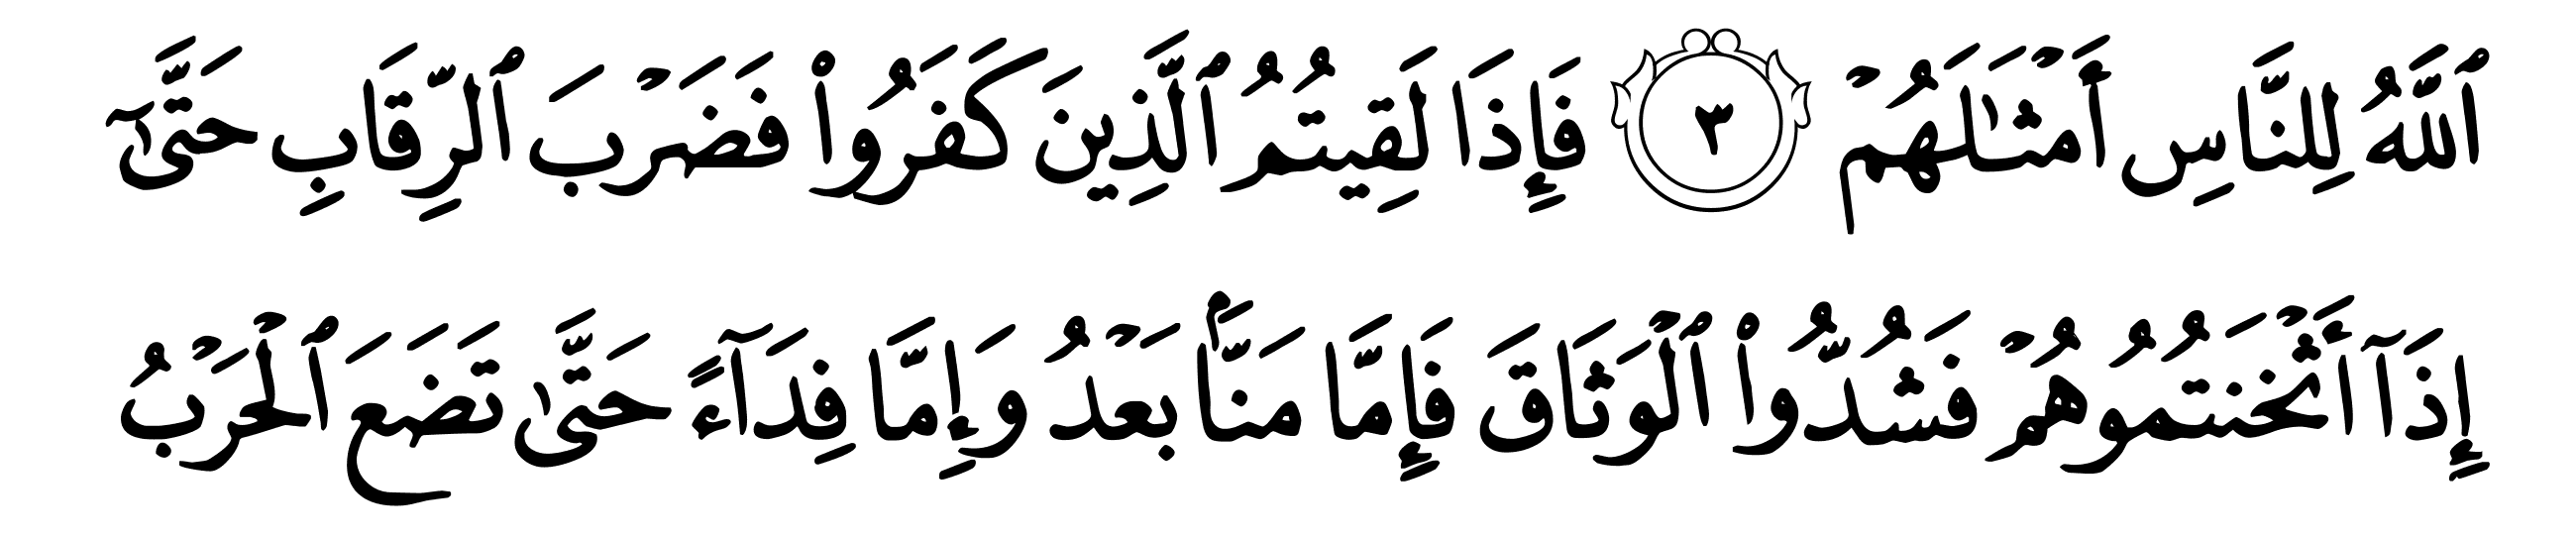 ٱللَّهُ لِلنَّاسِ أَمۡثَٰلَهُمۡ ٣ فَإِذَا لَقِيتُمُ ٱلَّذِينَ كَفَرُواْ فَضَرۡبَ ٱلرِّقَابِ حَتَّىٰٓ
إِذَآ أَثۡخَنتُمُوهُمۡ فَشُدُّواْ ٱلۡوَثَاقَ فَإِمَّا مَنَّۢا بَعۡدُ وَإِمَّا فِدَآءً حَتَّىٰ تَضَعَ ٱلۡحَرۡبُ